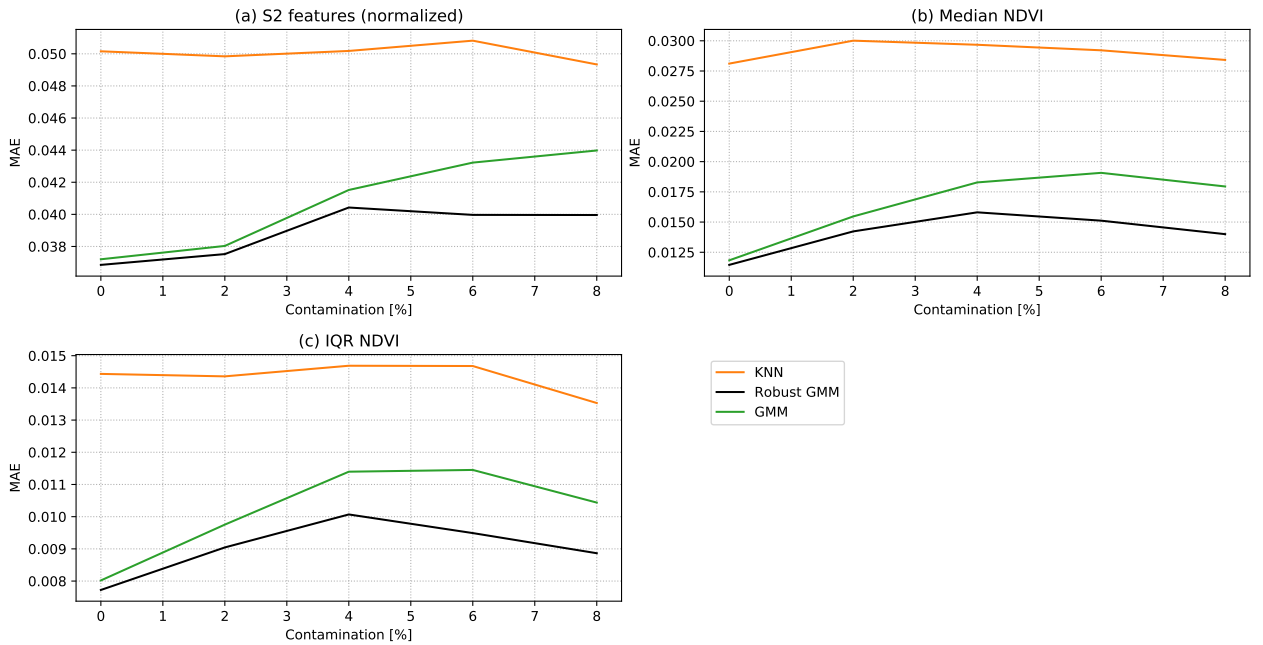 (a) S2 features (normalized)
MAE
0.050
0.048
0.046
0.044
0.042
0.040
0.038
0 1 2 3 4 5 6 7 8
Contamination [%]
(b) Median NDVI
MAE
0.0300
0.0275
0.0250
0.0225
0.0200
0.0175
0.0150
0.0125
0 1 2 3 4 5 6 7 8
Contamination [%]
(c) IQR NDVI
MAE
0.015
0.014
0.013
0.012
0.011
0.010
0.009
0.008
0 1 2 3 4 5 6 7 8
Contamination [%]
KNN
Robust GMM
GMM